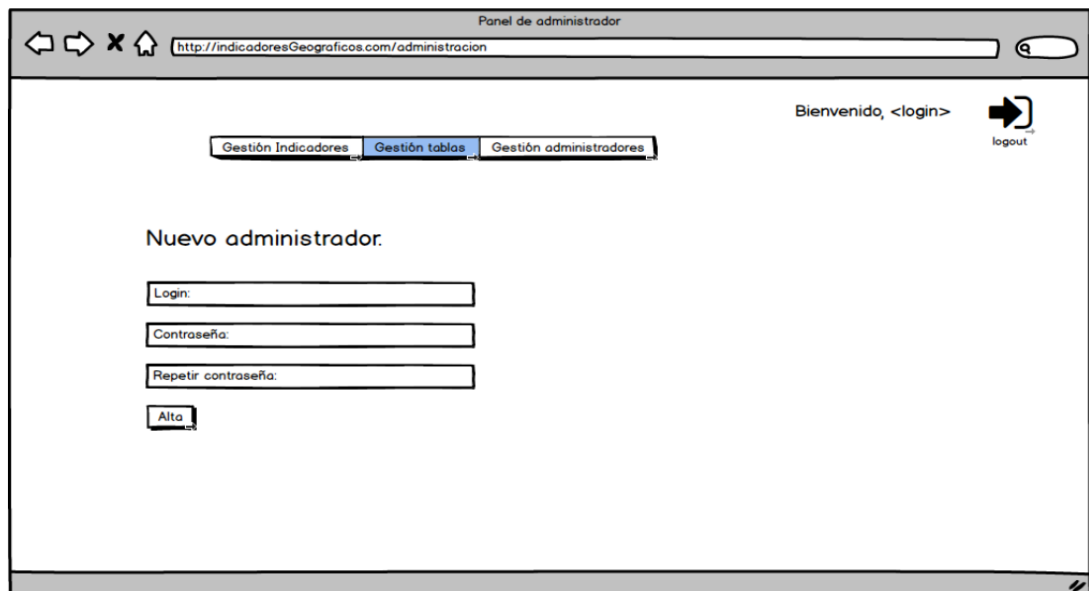 Panel de administrador
http://indicadoresGeograficos.com/administracion
Bienvenido, <login>
logout
Gestión Indicadores Gestión tablas Gestión administradores
Nuevo administrador.
Login:
Contraseña:
Repetir contraseña:
Alta